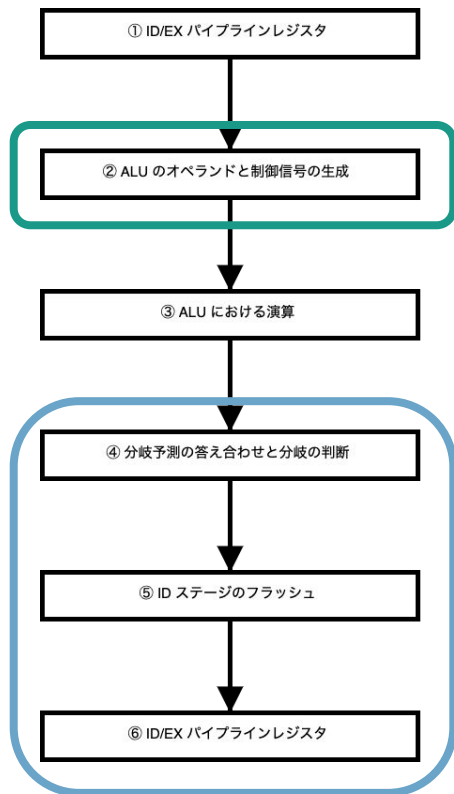 ① ID/EX パイプラインレジスタ
② ALU のオペランドと制御信号の生成
③ ALU における演算
④ 分岐予測の答え合わせと分岐の判断
⑤ ID ステージのフラッシュ
⑥ ID/EX パイプラインレジスタ